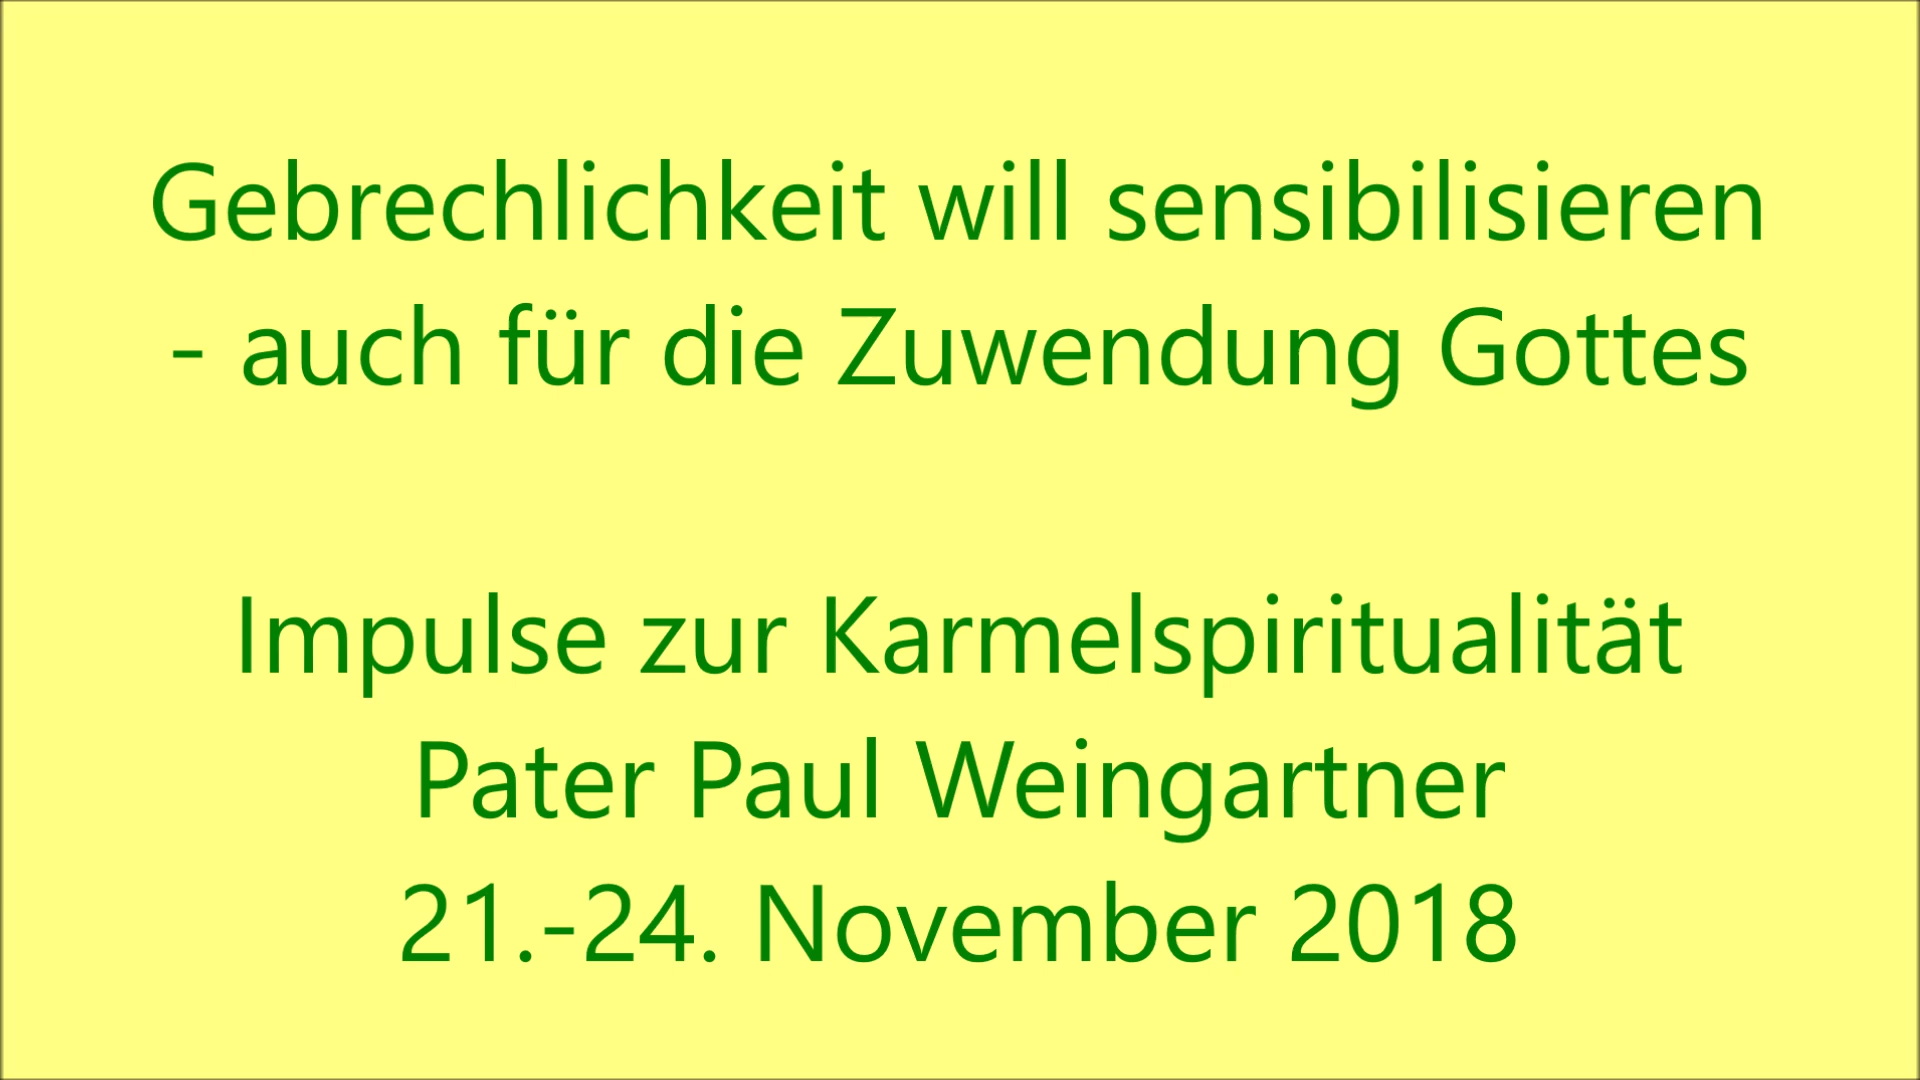 Gebrechlichkeit will sensibilisieren
- auch für die Zuwendung Gottes
Impulse zur Karmelspiritualität
Pater Paul Weingartner
21.-24. November 2018